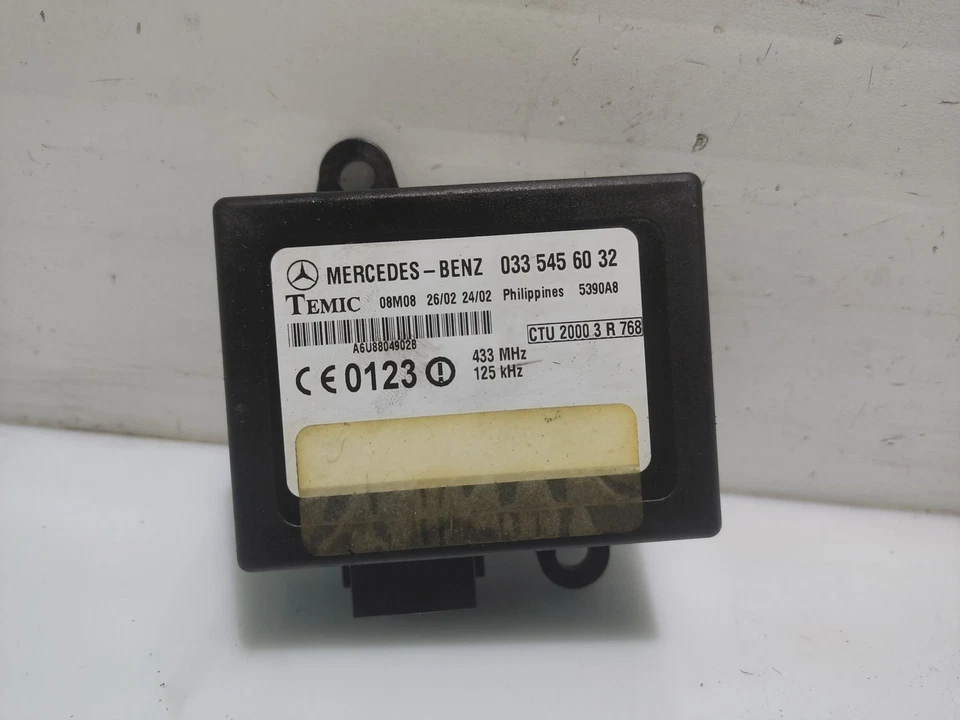 MERCEDES-BENZ 033 545 60 32
TEMIC 08M08 26/02 24/02 Philippines 5390A8
A6U88049028
CTU 2000 3 R 768
CE 0123
433 MHz
125 kHz